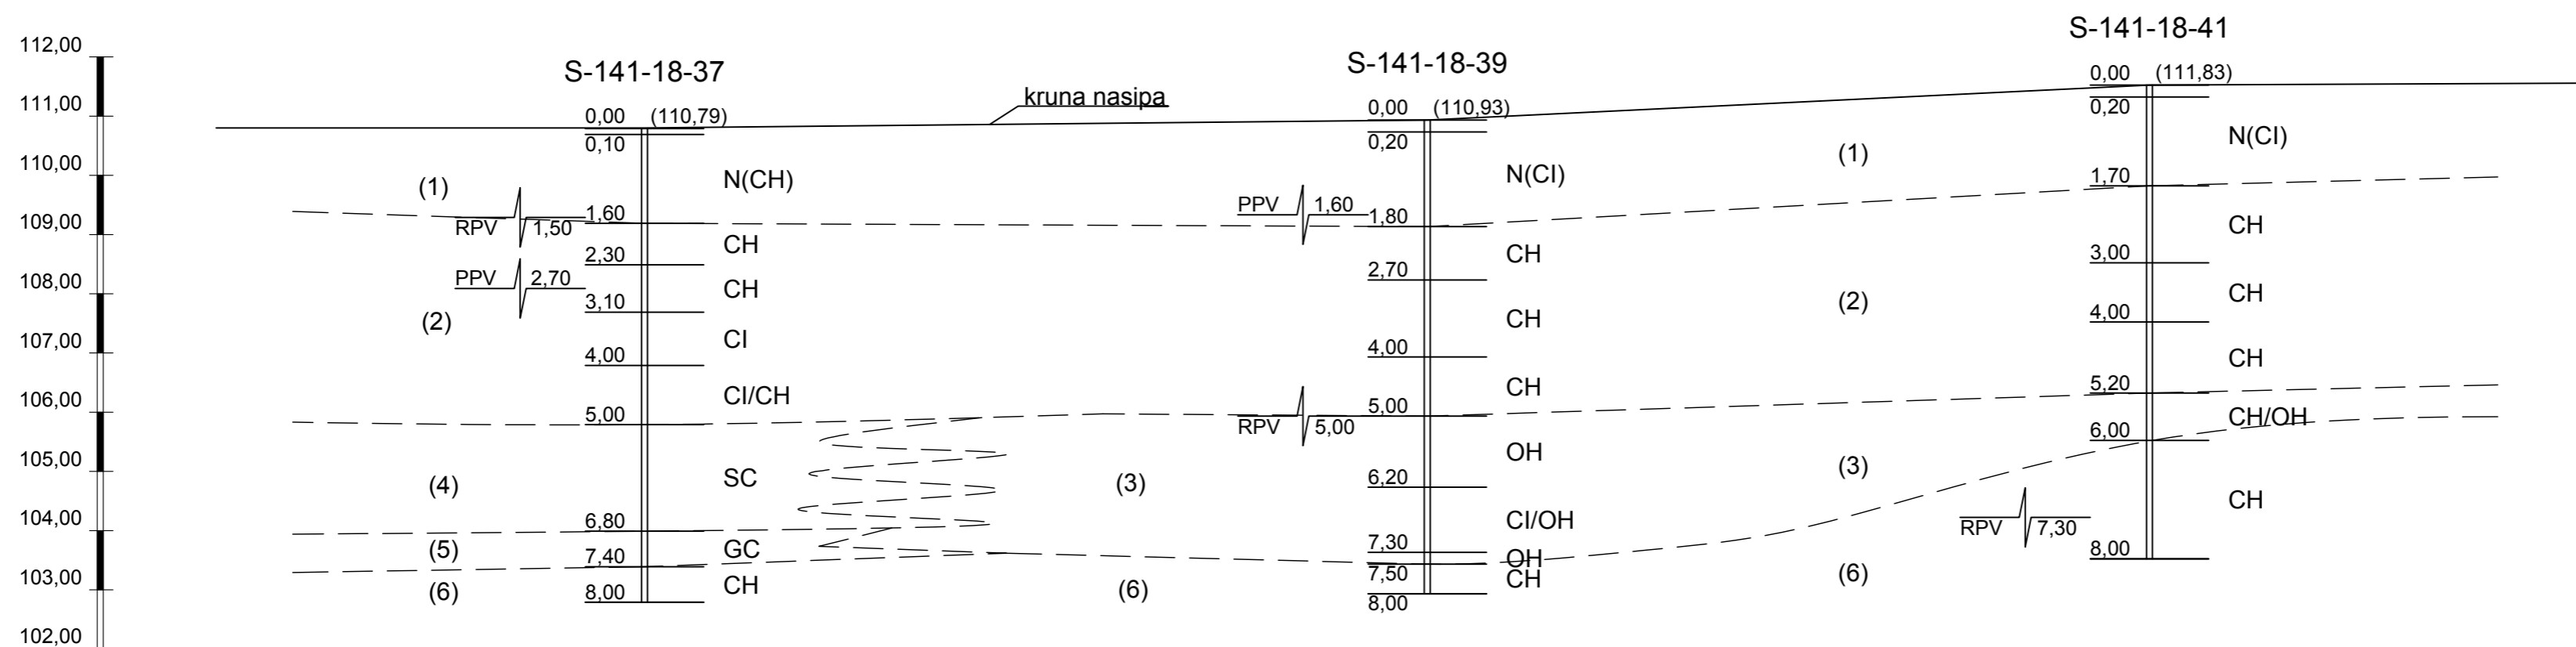 112,00
111,00
110,00
109,00
108,00
107,00
106,00
105,00
104,00
103,00
102,00
S-141-18-37
0,00 (110,79)
0,10
N(CH)
(1)
RPV 1,50
1,60
CH
2,30
PPV 2,70
CH
3,10
(2)
CI
4,00
CI/CH
5,00
(4)
SC
6,80
(5)
GC
7,40
(6)
CH
8,00
kruna nasipa
S-141-18-39
0,00 (110,93)
0,20
N(CI)
PPV 1,60
1,80
CH
2,70
CH
4,00
CH
5,00
RPV 5,00
OH
(3)
6,20
CI/OH
7,30
OH
7,50
CH
(6)
8,00
S-141-18-41
0,00 (111,83)
0,20
(1)
N(CI)
1,70
CH
3,00
(2)
CH
4,00
CH
5,20
CH/OH
6,00
(3)
CH
RPV 7,30
8,00
(6)